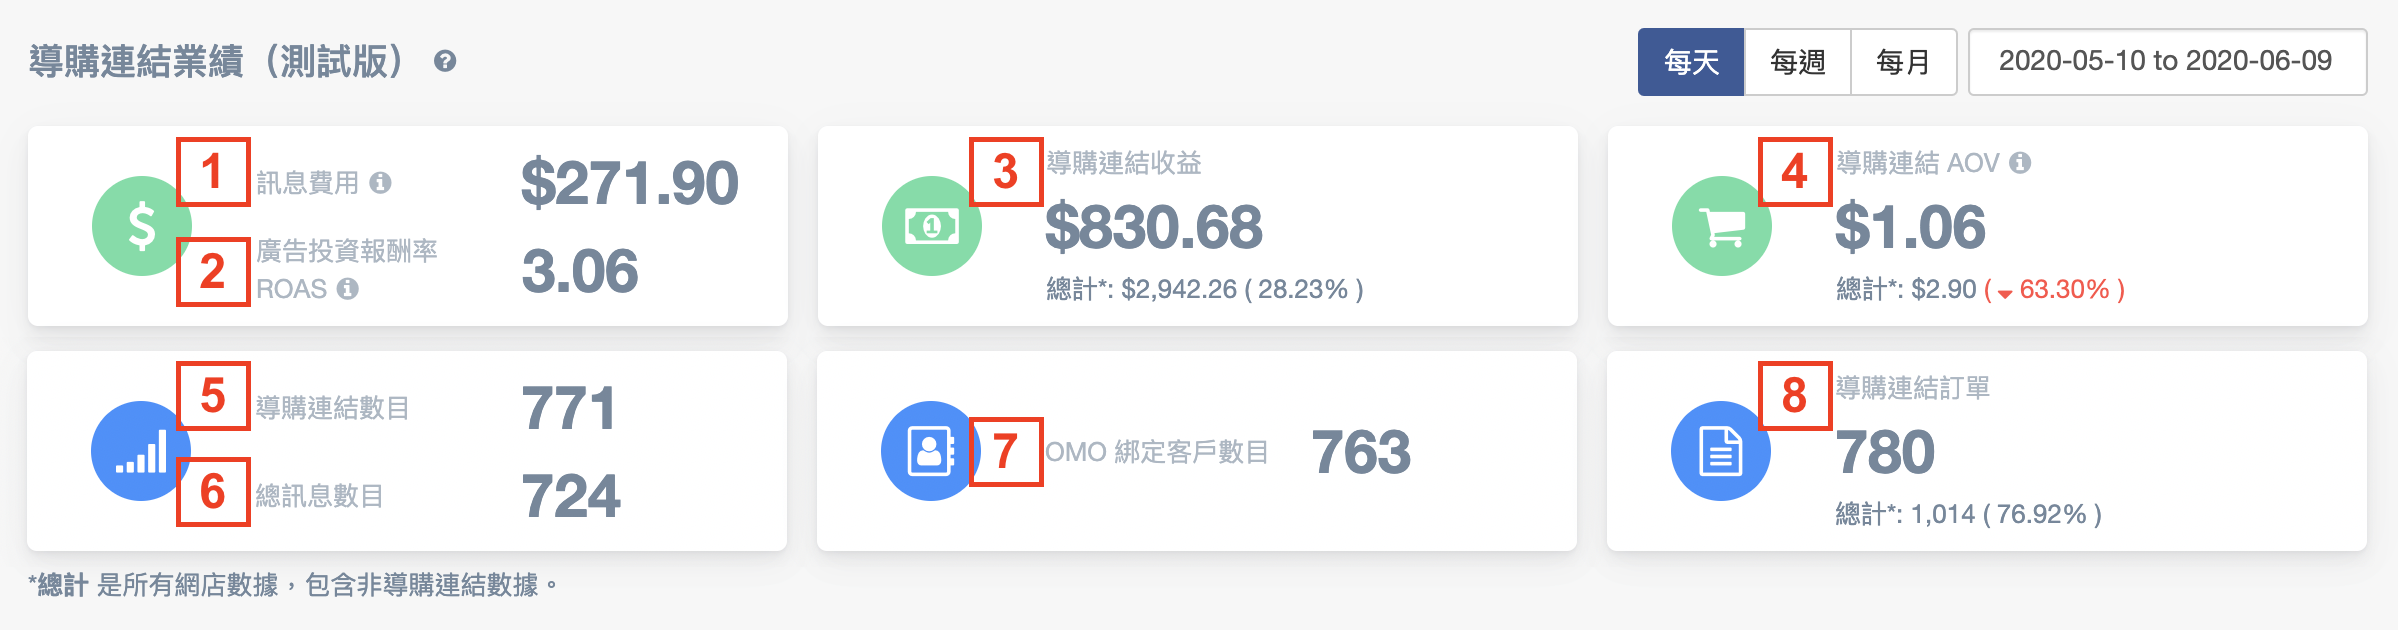 導購連結業績（測試版） ?
每天 每週 每月 2020-05-10 to 2020-06-09
1 訊息費用 $271.90
2 廣告投資報酬率 ROAS 3.06
3 導購連結收益
$830.68
總計*: $2,942.26 ( 28.23% )
4 導購連結 AOV
$1.06
總計*: $2.90 ( 63.30% )
5 導購連結數目 771
6 總訊息數目 724
7 OMO 綁定客戶數目 763
8 導購連結訂單
780
總計*: 1,014 ( 76.92% )
*總計 是所有網店數據，包含非導購連結數據。